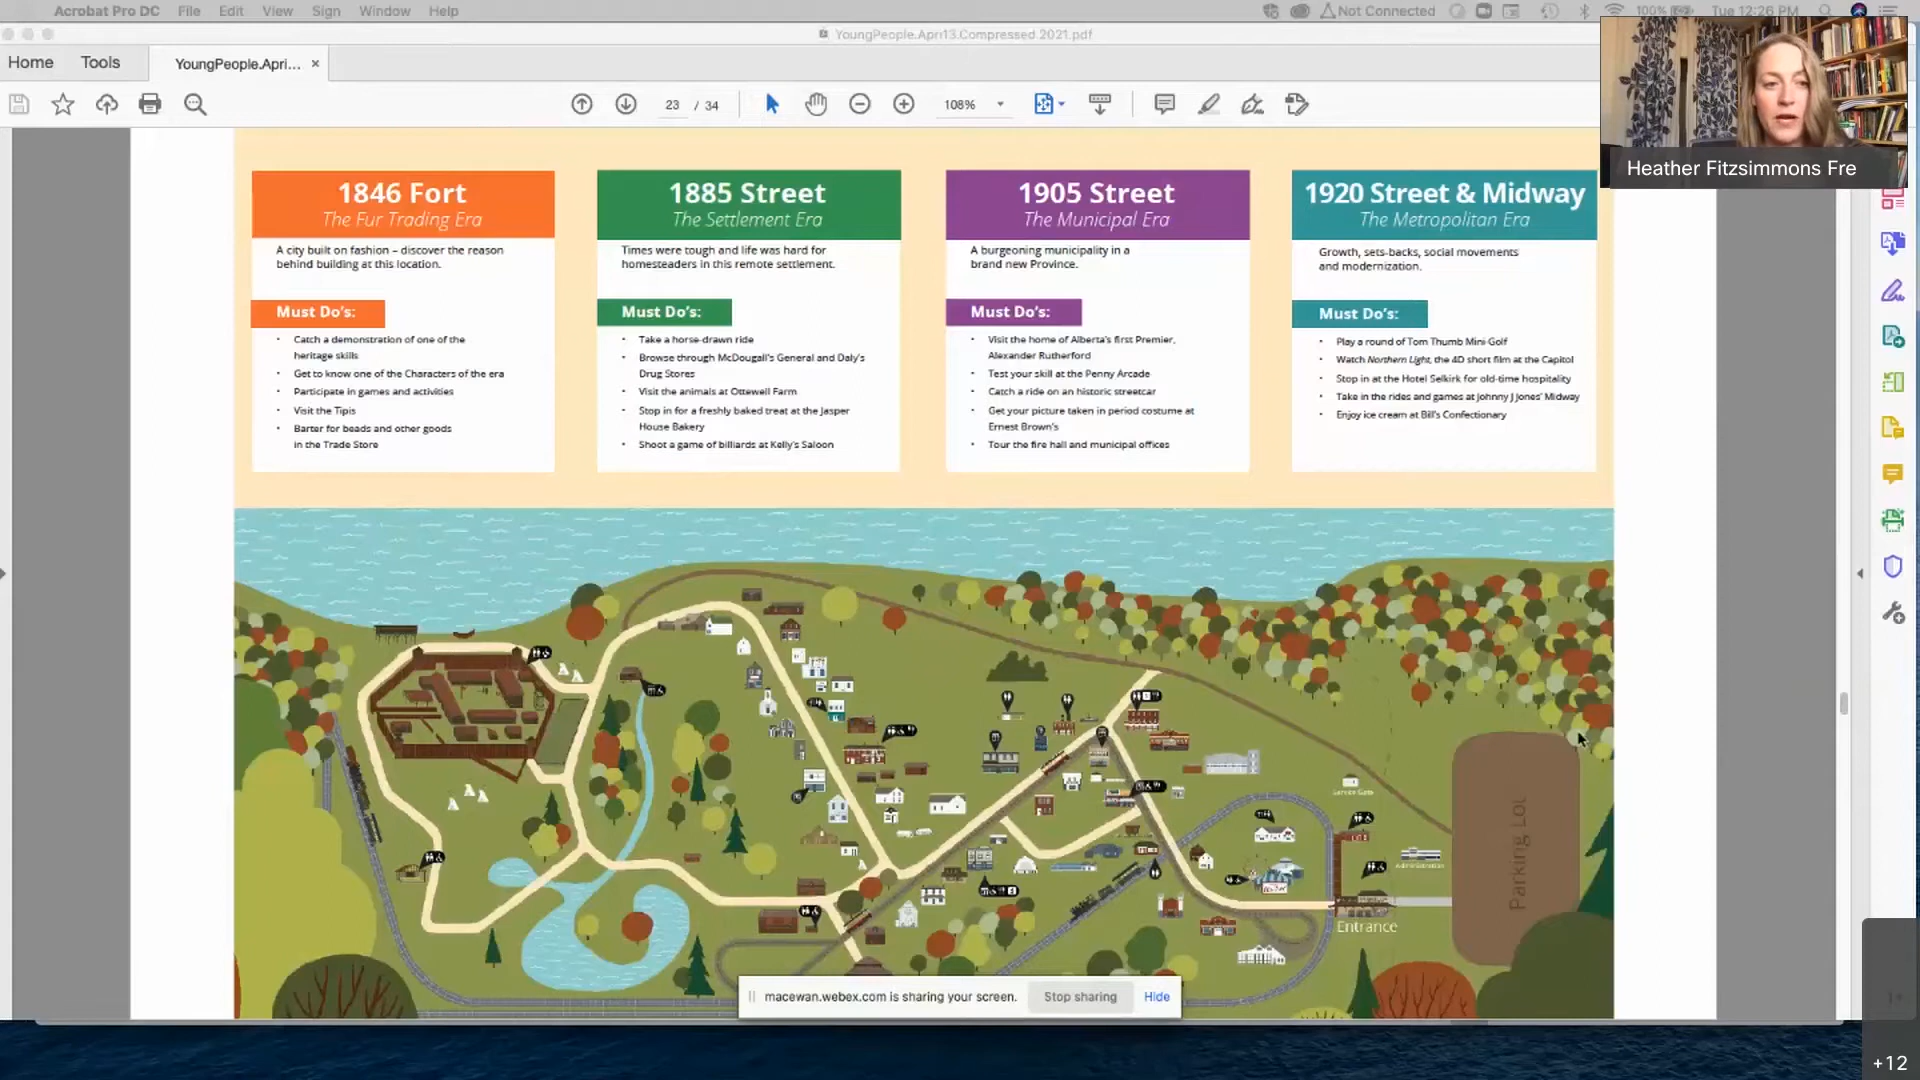 Acrobat Pro DC File Edit View Sign Window Help
Not Connected 100% Tue 12:26 PM
YoungPeople.Apri13.Compressed.2021.pdf
Home Tools YoungPeople.Apri... ×
23 / 34 108%
Heather Fitzsimmons Fre
1846 Fort
The Fur Trading Era
A city built on fashion – discover the reason
behind building at this location.
Must Do's:
• Catch a demonstration of one of the
heritage skills
• Get to know one of the Characters of the era
• Participate in games and activities
• Visit the Tipis
• Barter for beads and other goods
in the Trade Store
1885 Street
The Settlement Era
Times were tough and life was hard for
homesteaders in this remote settlement.
Must Do's:
• Take a horse-drawn ride
• Browse through McDougall's General and Daly's
Drug Stores
• Visit the animals at Ottewell Farm
• Stop in for a freshly baked treat at the Jasper
House Bakery
• Shoot a game of billiards at Kelly's Saloon
1905 Street
The Municipal Era
A burgeoning municipality in a
brand new Province.
Must Do's:
• Visit the home of Alberta's first Premier,
Alexander Rutherford
• Test your skill at the Penny Arcade
• Catch a ride on an historic streetcar
• Get your picture taken in period costume at
Ernest Brown's
• Tour the fire hall and municipal offices
1920 Street & Midway
The Metropolitan Era
Growth, sets-backs, social movements
and modernization.
Must Do's:
• Play a round of Tom Thumb Mini-Golf
• Watch Northern Light, the 4D short film at the Capitol
• Stop in at the Hotel Selkirk for old-time hospitality
• Take in the rides and games at Johnny J Jones' Midway
• Enjoy ice cream at Bill's Confectionary
Service Gate
Administration
Parking Lot
Entrance
macewan.webex.com is sharing your screen. Stop sharing Hide
+12